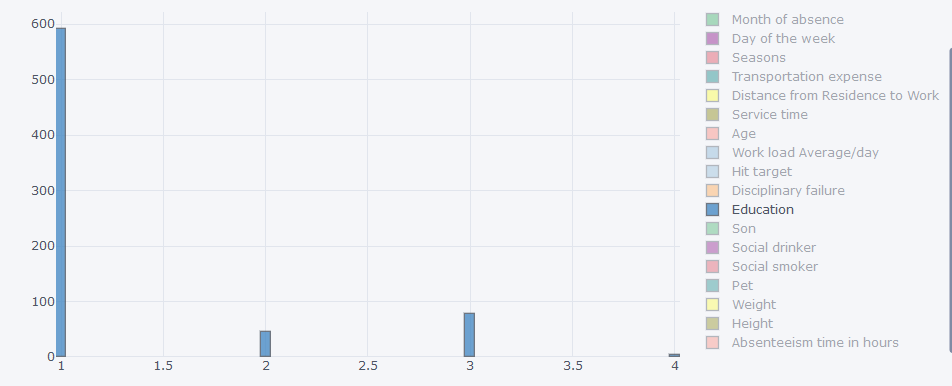 600
500
400
300
200
100
0
1 1.5 2 2.5 3 3.5 4
Month of absence
Day of the week
Seasons
Transportation expense
Distance from Residence to Work
Service time
Age
Work load Average/day
Hit target
Disciplinary failure
Education
Son
Social drinker
Social smoker
Pet
Weight
Height
Absenteeism time in hours